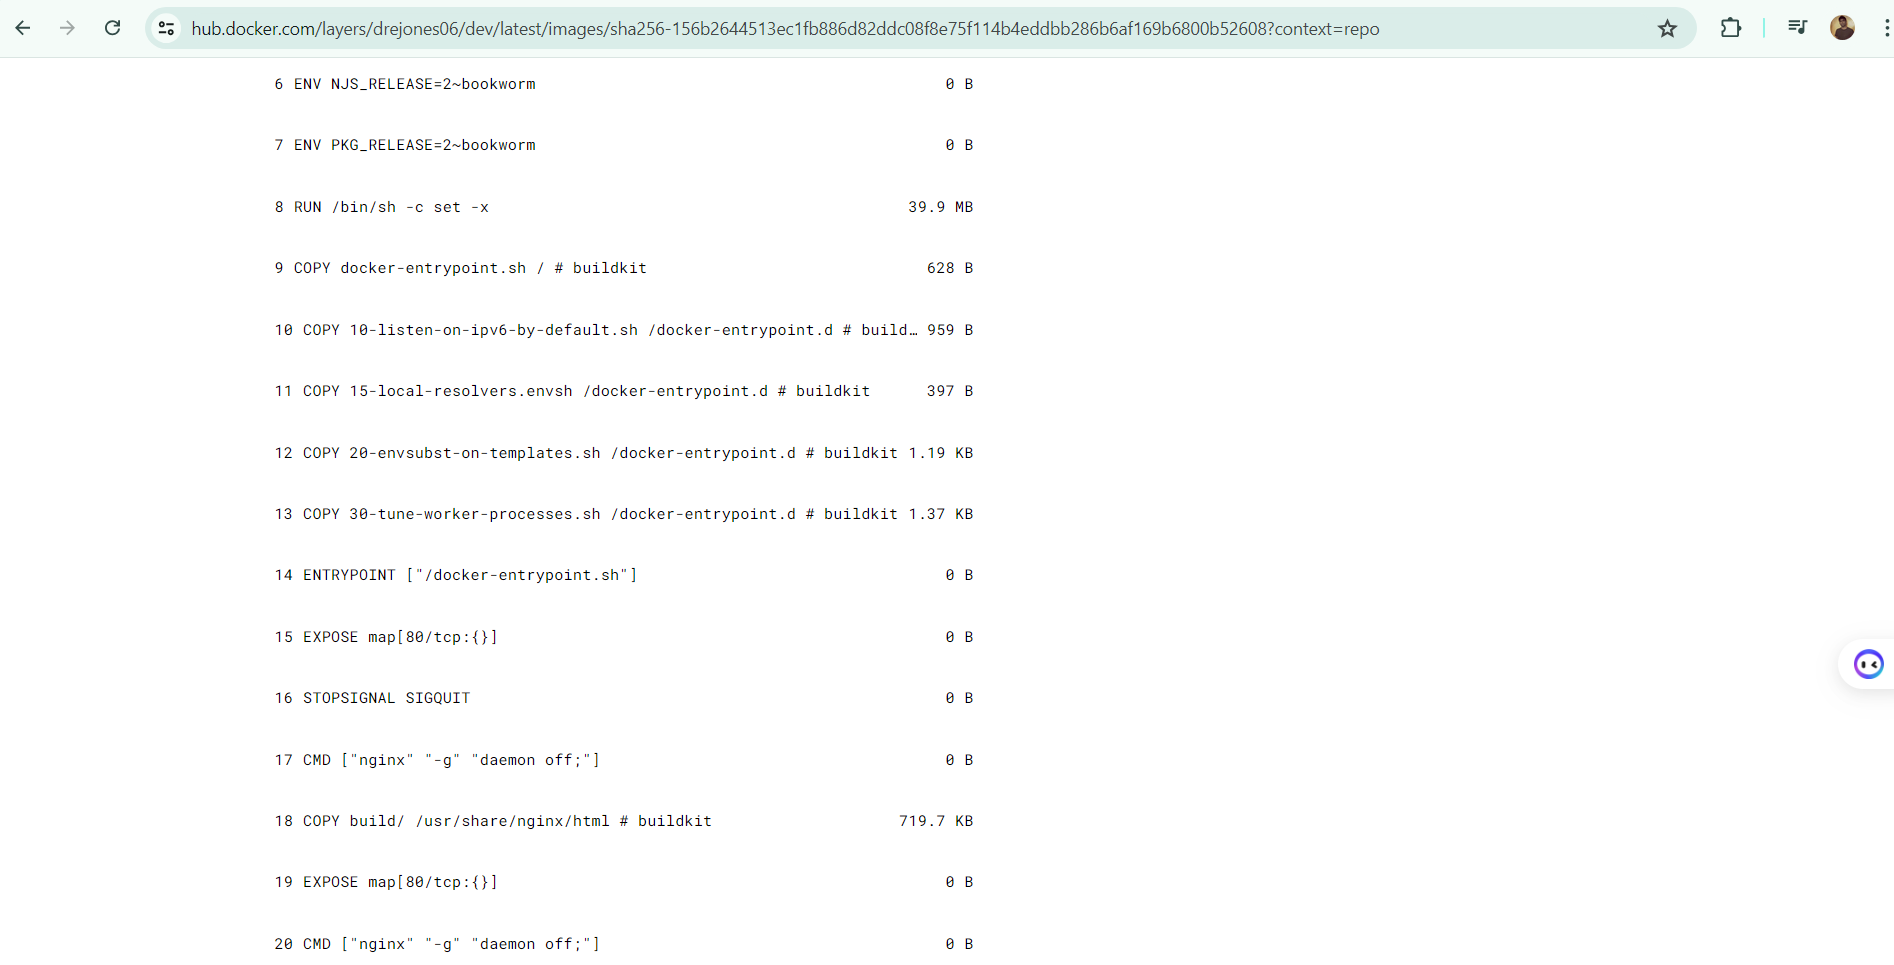 hub.docker.com/layers/drejones06/dev/latest/images/sha256-156b2644513ec1fb886d82ddc08f8e75f114b4eddbb286b6af169b6800b52608?context=repo
6 ENV NJS_RELEASE=2~bookworm 0 B
7 ENV PKG_RELEASE=2~bookworm 0 B
8 RUN /bin/sh -c set -x 39.9 MB
9 COPY docker-entrypoint.sh / # buildkit 628 B
10 COPY 10-listen-on-ipv6-by-default.sh /docker-entrypoint.d # build… 959 B
11 COPY 15-local-resolvers.envsh /docker-entrypoint.d # buildkit 397 B
12 COPY 20-envsubst-on-templates.sh /docker-entrypoint.d # buildkit 1.19 KB
13 COPY 30-tune-worker-processes.sh /docker-entrypoint.d # buildkit 1.37 KB
14 ENTRYPOINT ["/docker-entrypoint.sh"] 0 B
15 EXPOSE map[80/tcp:{}] 0 B
16 STOPSIGNAL SIGQUIT 0 B
17 CMD ["nginx" "-g" "daemon off;"] 0 B
18 COPY build/ /usr/share/nginx/html # buildkit 719.7 KB
19 EXPOSE map[80/tcp:{}] 0 B
20 CMD ["nginx" "-g" "daemon off;"] 0 B